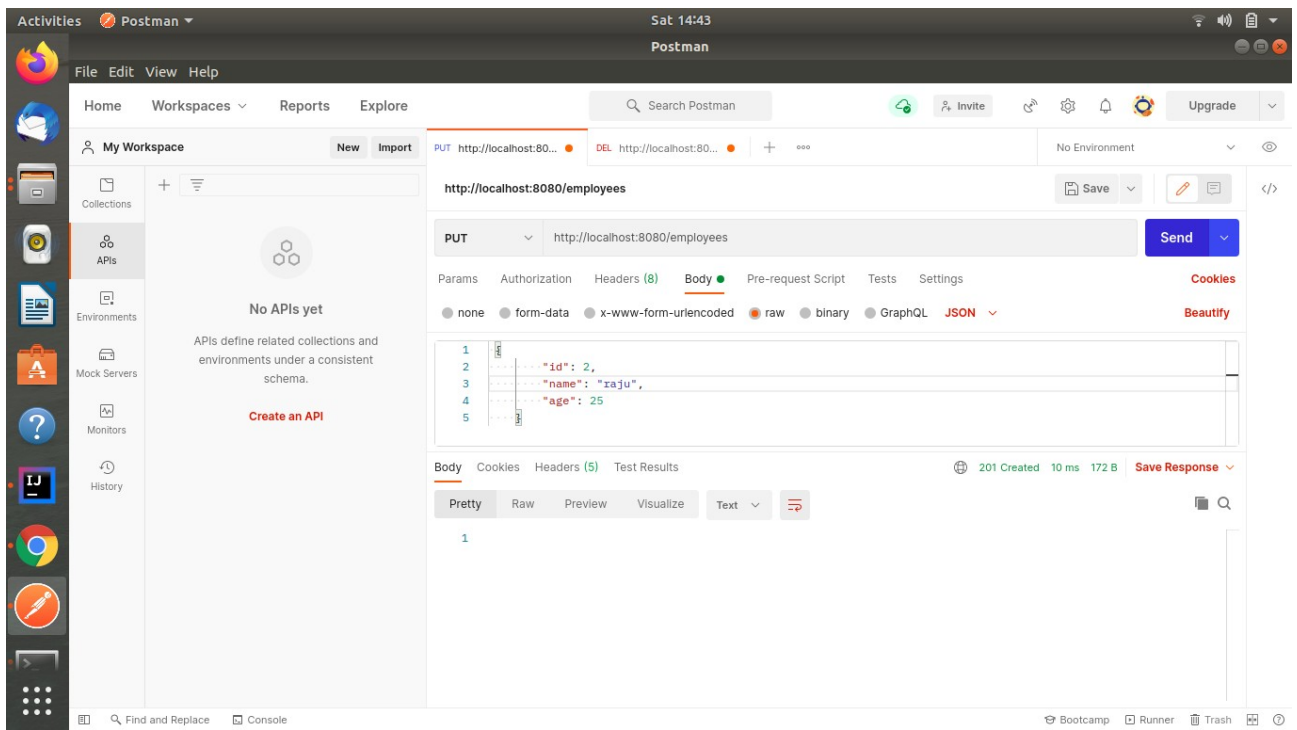 Activities Postman Sat 14:43
Postman
File Edit View Help
Home Workspaces Reports Explore Search Postman Invite Upgrade
My Workspace New Import PUT http://localhost:80... DEL http://localhost:80... + ooo No Environment
Collections
APIs
Environments
Mock Servers
Monitors
History
No APIs yet
APIs define related collections and
environments under a consistent
schema.
Create an API
http://localhost:8080/employees Save </>
PUT http://localhost:8080/employees Send
Params Authorization Headers (8) Body Pre-request Script Tests Settings Cookies
none form-data x-www-form-urlencoded raw binary GraphQL JSON Beautify
1 {
2 "id": 2,
3 "name": "raju",
4 "age": 25
5 }
Body Cookies Headers (5) Test Results 201 Created 10 ms 172 B Save Response
Pretty Raw Preview Visualize Text
1
IJ
Find and Replace Console Bootcamp Runner Trash